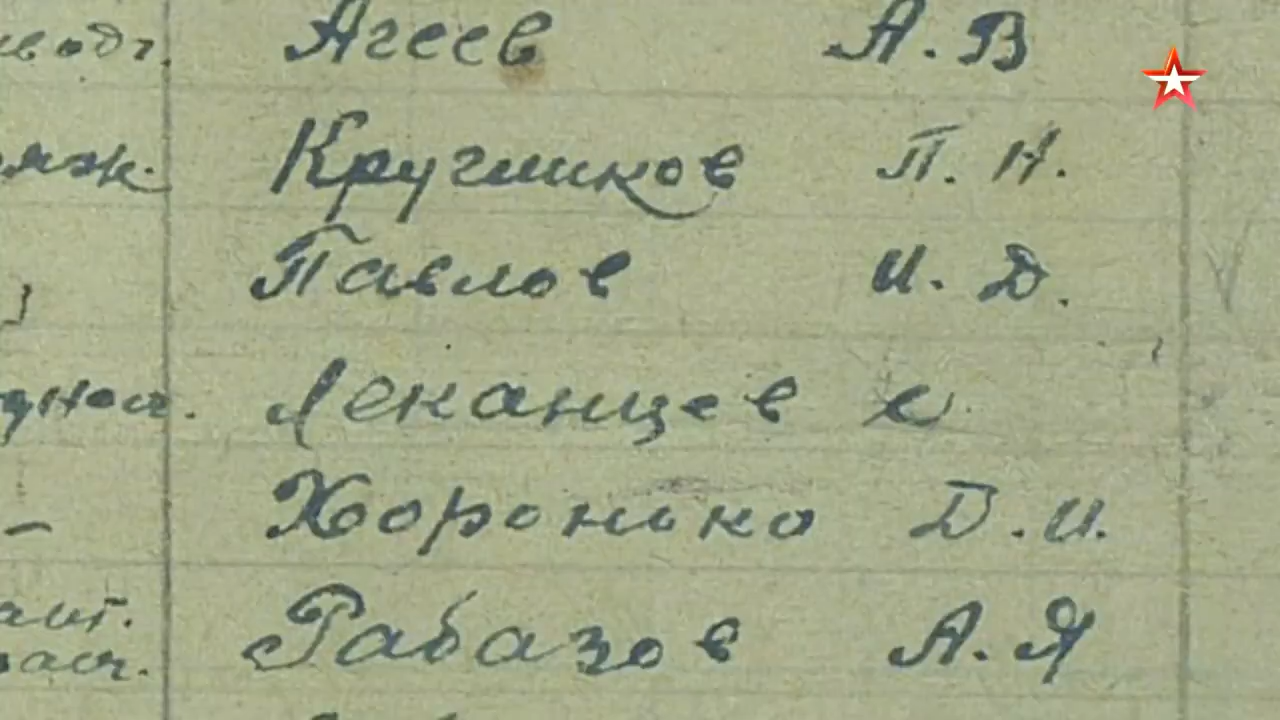 Агеев А. В
Кругликов П. Н.
Павлов И. Д.
Леканцев
Хоронько Д. И.
Рабазов А. Я